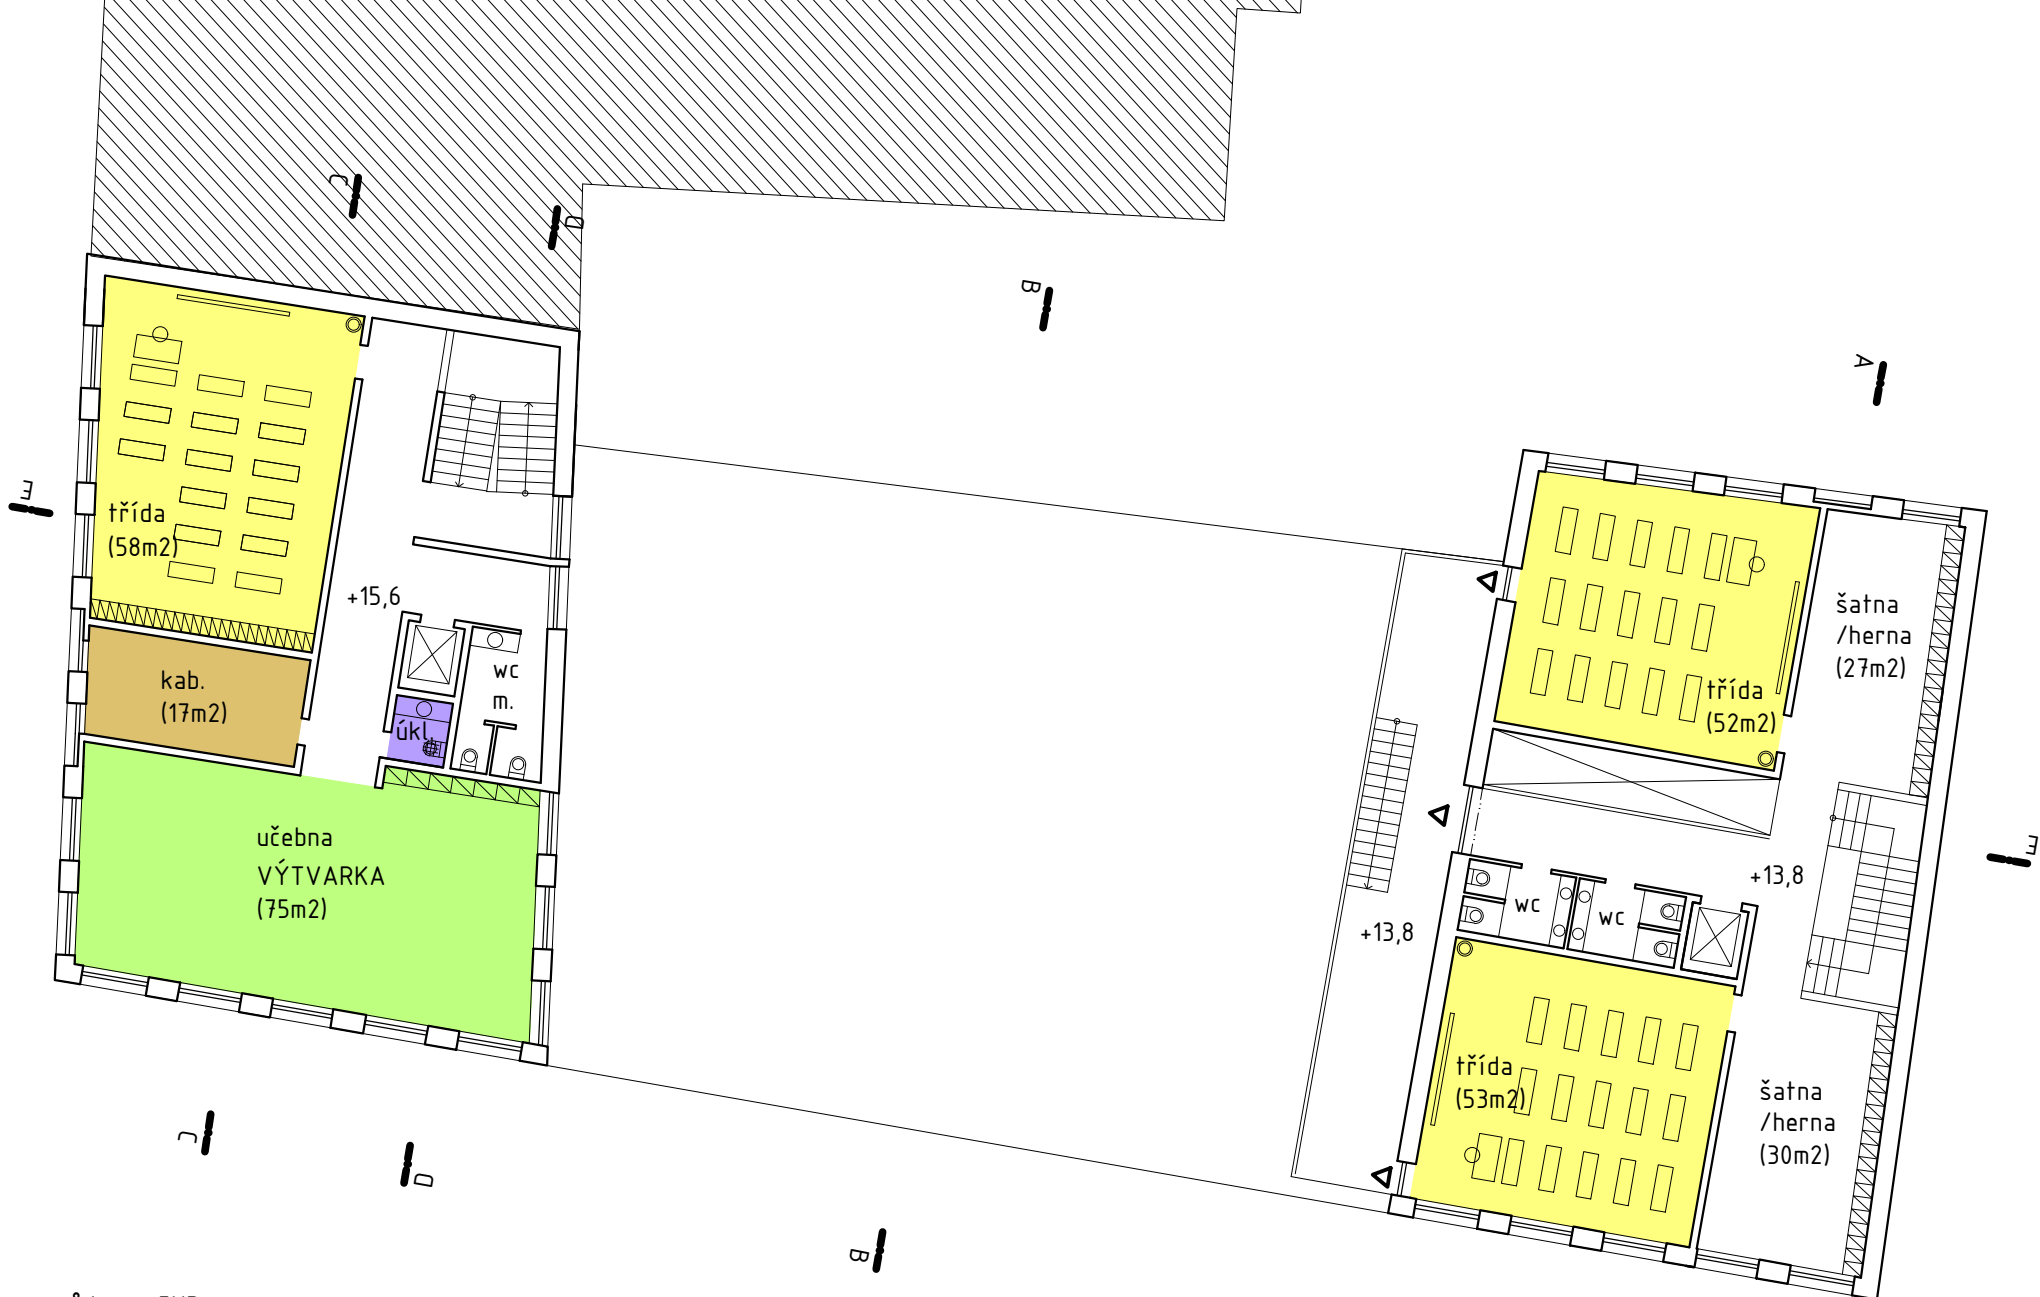 C
D
B
A
E
třída
(58m2)
+15,6
kab.
(17m2)
wc
m.
úkl.
učebna
VÝTVARKA
(75m2)
šatna
/herna
(27m2)
třída
(52m2)
E
+13,8
wc
wc
+13,8
třída
(53m2)
šatna
/herna
(30m2)
C
D
B